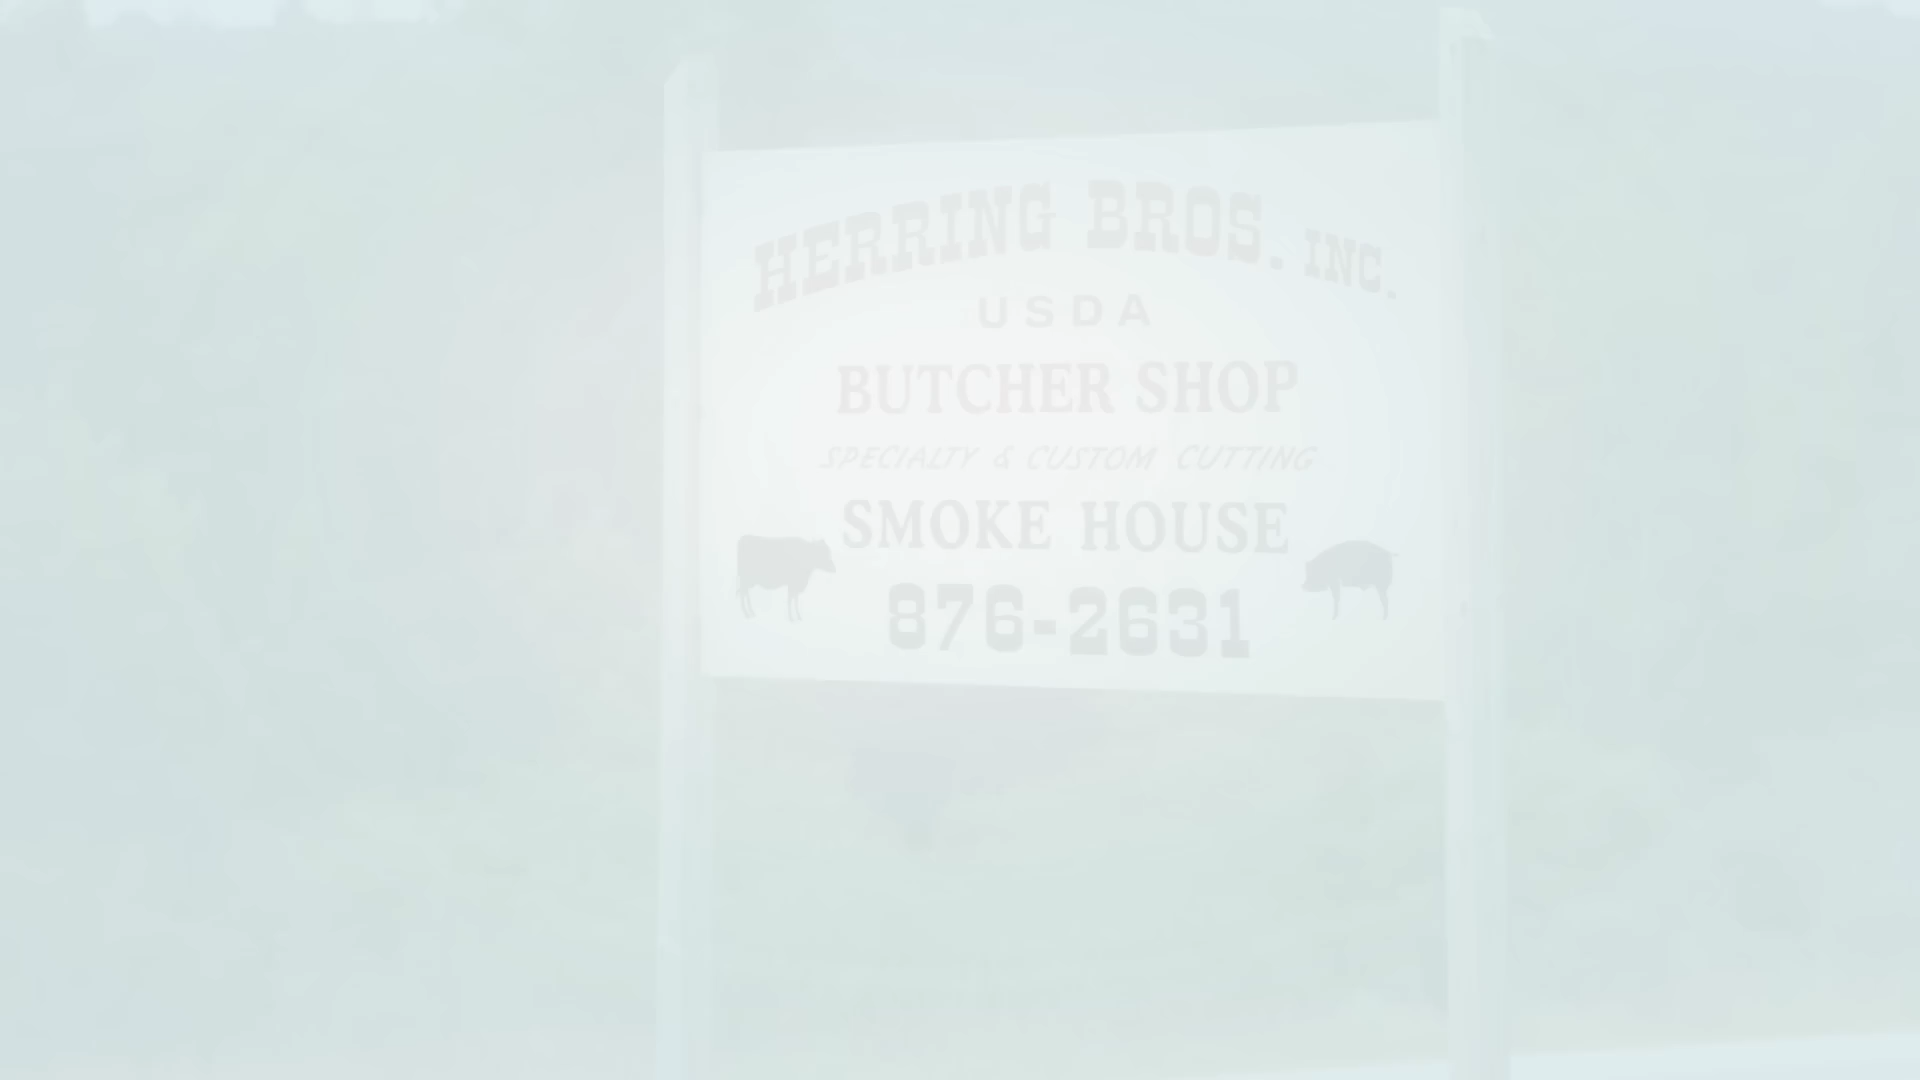 HERRING BROS. INC.
USDA
BUTCHER SHOP
SPECIALTY & CUSTOM CUTTING
SMOKE HOUSE
876-2631